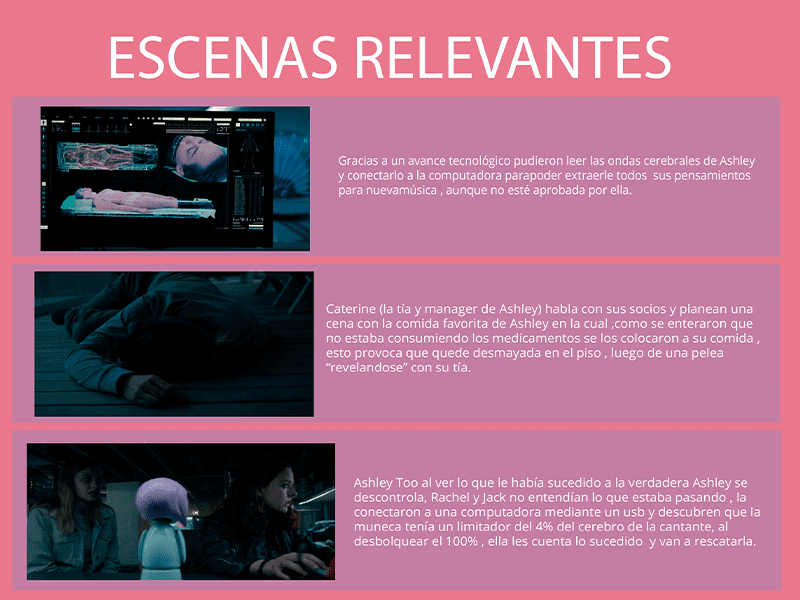 ESCENAS RELEVANTES
Gracias a un avance tecnológico pudieron leer las ondas cerebrales de Ashley
y conectarlo a la computadora parapoder extraerle todos sus pensamientos
para nuevamúsica , aunque no esté aprobada por ella.
Caterine (la tía y manager de Ashley) habla con sus socios y planean una
cena con la comida favorita de Ashley en la cual ,como se enteraron que
no estaba consumiendo los medicamentos se los colocaron a su comida ,
esto provoca que quede desmayada en el piso , luego de una pelea
“revelandose” con su tía.
Ashley Too al ver lo que le había sucedido a la verdadera Ashley se
descontrola, Rachel y Jack no entendían lo que estaba pasando , la
conectaron a una computadora mediante un usb y descubren que la
muneca tenía un limitador del 4% del cerebro de la cantante, al
desbolquear el 100% , ella les cuenta lo sucedido y van a rescatarla.